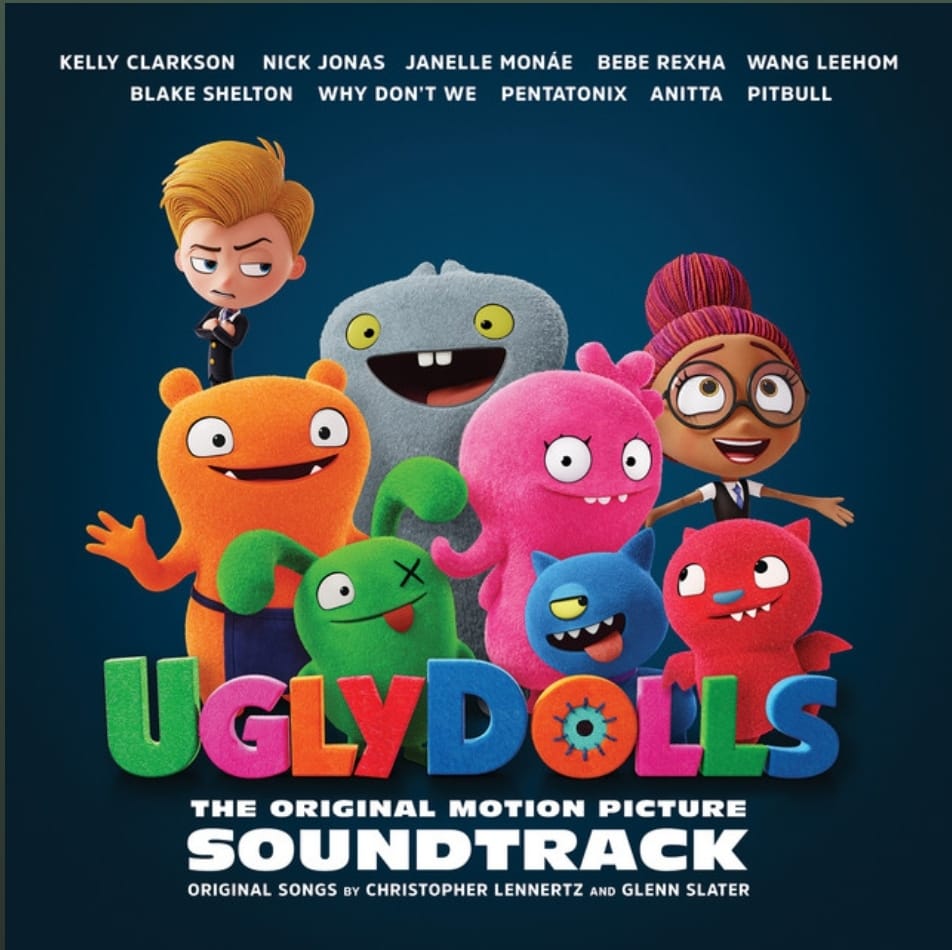 KELLY CLARKSON NICK JONAS JANELLE MONÁE BEBE REXHA WANG LEEHOM
BLAKE SHELTON WHY DON'T WE PENTATONIX ANITTA PITBULL
UGLYDOLLS
THE ORIGINAL MOTION PICTURE
SOUNDTRACK
ORIGINAL SONGS BY CHRISTOPHER LENNERTZ AND GLENN SLATER